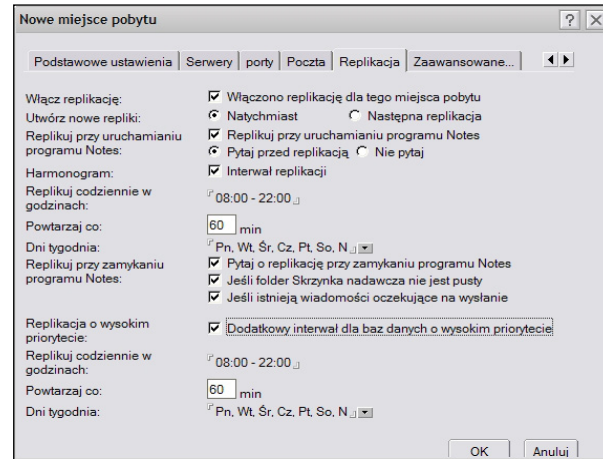 Nowe miejsce pobytu
Podstawowe ustawienia Serwery porty Poczta Replikacja Zaawansowane...
Włącz replikację: Włączono replikację dla tego miejsca pobytu
Utwórz nowe repliki: Natychmiast Następna replikacja
Replikuj przy uruchamianiu programu Notes: Replikuj przy uruchamianiu programu Notes
Pytaj przed replikacją Nie pytaj
Harmonogram: Interwał replikacji
Replikuj codziennie w godzinach: 08:00 - 22:00
Powtarzaj co: 60 min
Dni tygodnia: Pn, Wt, Śr, Cz, Pt, So, N
Replikuj przy zamykaniu programu Notes: Pytaj o replikację przy zamykaniu programu Notes
Jeśli folder Skrzynka nadawcza nie jest pusty
Jeśli istnieją wiadomości oczekujące na wysłanie
Replikacja o wysokim priorytecie: Dodatkowy interwał dla baz danych o wysokim priorytecie
Replikuj codziennie w godzinach: 08:00 - 22:00
Powtarzaj co: 60 min
Dni tygodnia: Pn, Wt, Śr, Cz, Pt, So, N
OK Anuluj